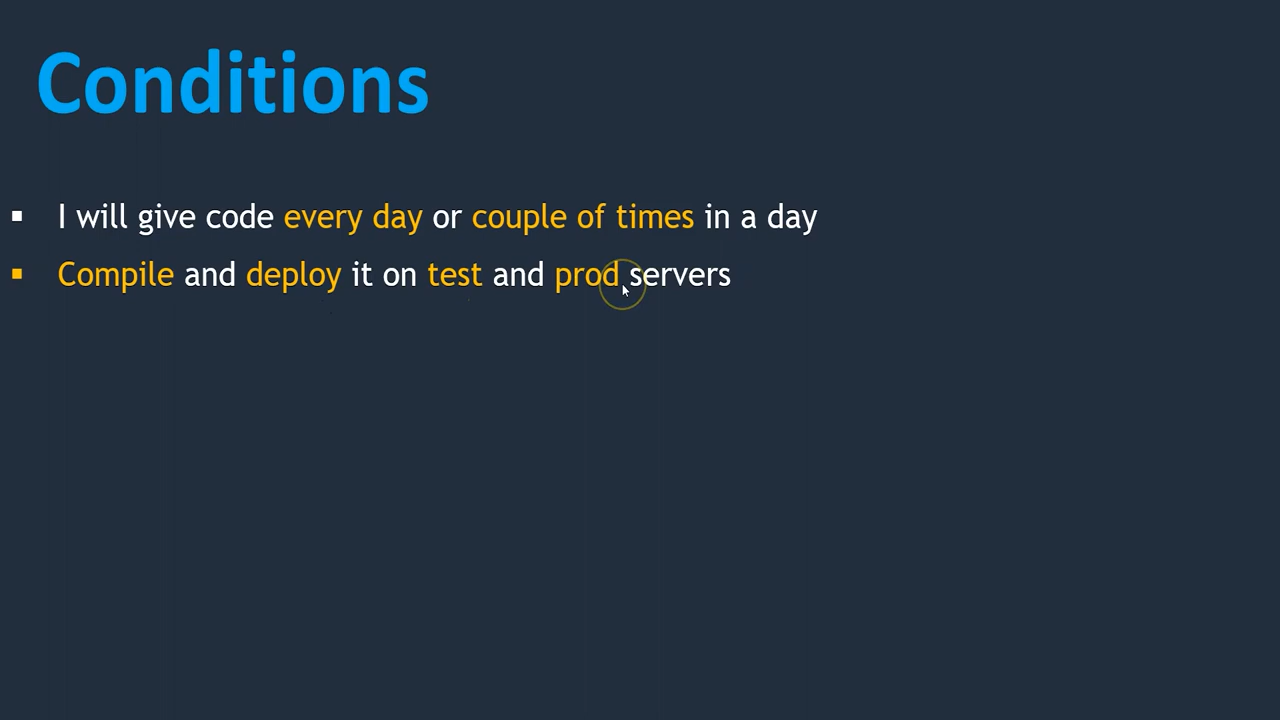 Conditions
I will give code every day or couple of times in a day
Compile and deploy it on test and prod servers